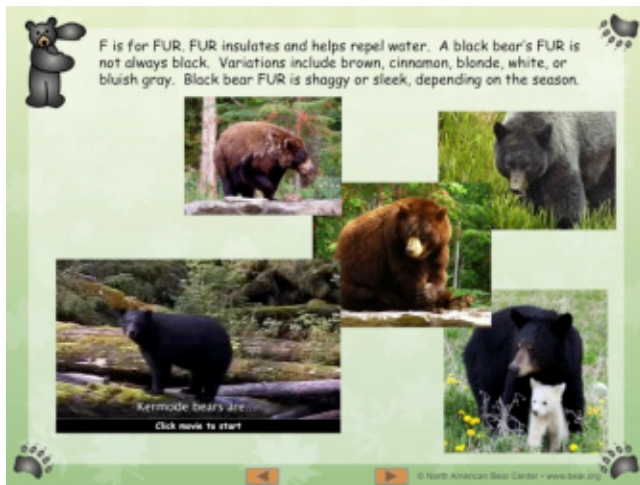 F is for FUR. FUR insulates and helps repel water.  A black bear's FUR is
not always black.  Variations include brown, cinnamon, blonde, white, or
bluish gray.  Black bear FUR is shaggy or sleek, depending on the season.
Kermode bears are...
Click movie to start
© North American Bear Center • www.bear.org